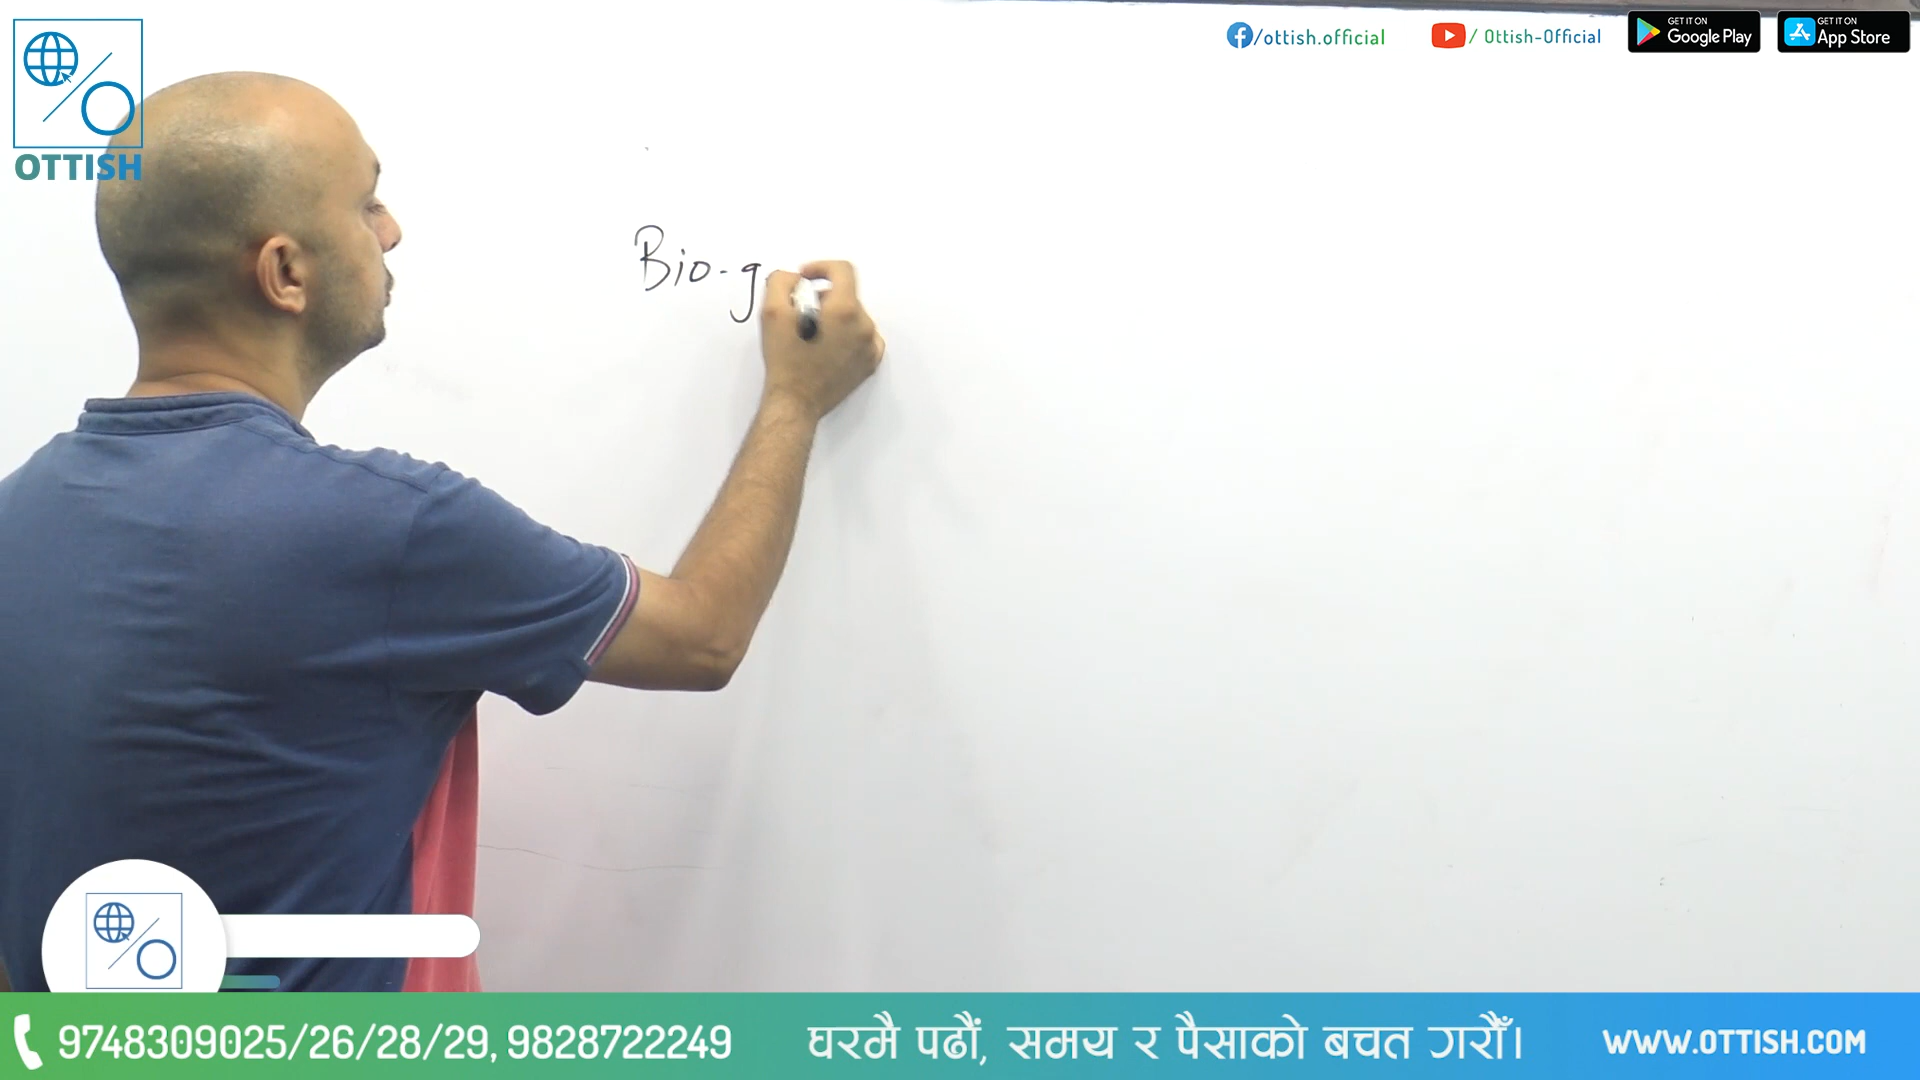 OTTISH
/ottish.official
/ Ottish-Official
GET IT ON
Google Play
GET IT ON
App Store
Bio-g
9748309025/26/28/29, 9828722249
घरमै पढौं, समय र पैसाको बचत गरौँ।
WWW.OTTISH.COM